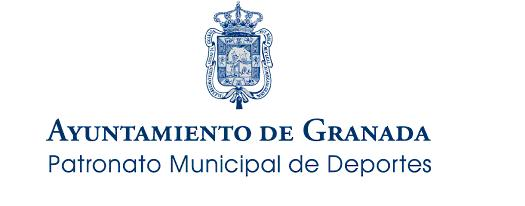 AYUNTAMIENTO DE GRANADA
Patronato Municipal de Deportes